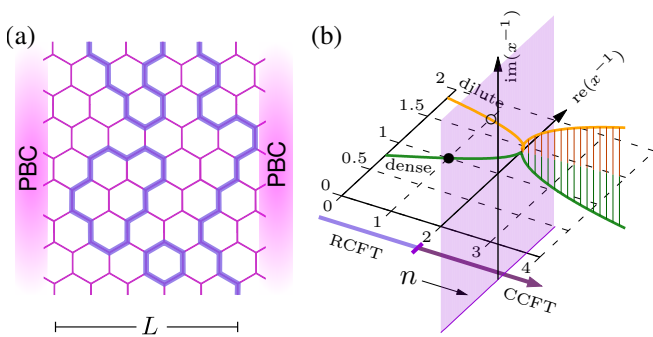 (a)
PBC
PBC
L
(b)
im(x⁻¹)
re(x⁻¹)
2
1.5
1
0.5
0
dilute
dense
0
1
2
3
4
RCFT
CCFT
n